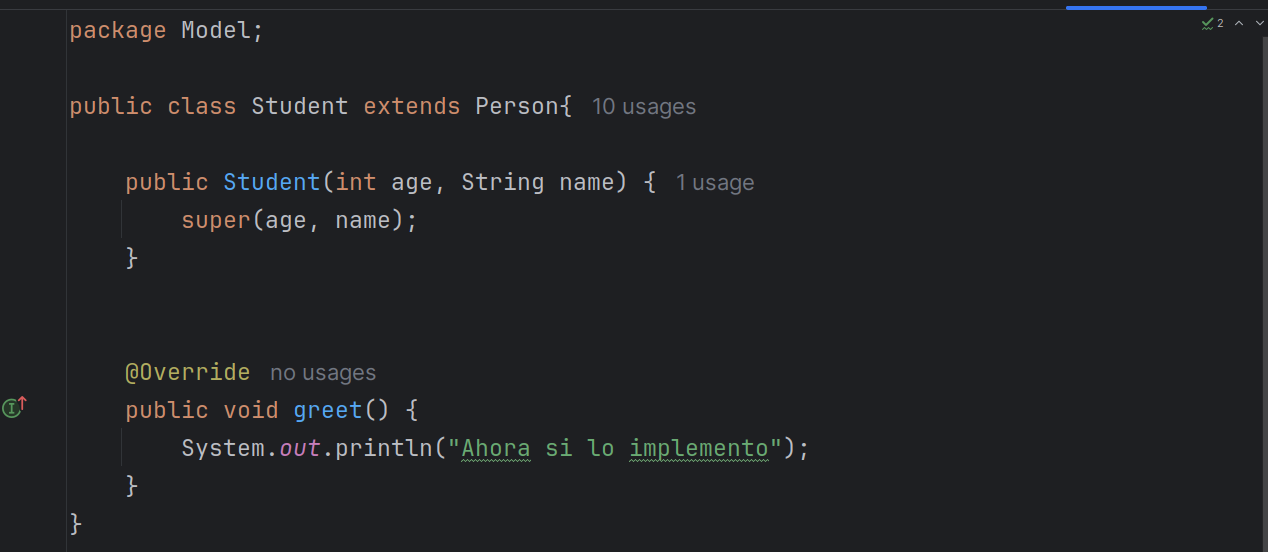 package Model;
2
public class Student extends Person{ 10 usages
public Student(int age, String name) { 1 usage
super(age, name);
}
@Override no usages
public void greet() {
System.out.println("Ahora si lo implemento");
}
}